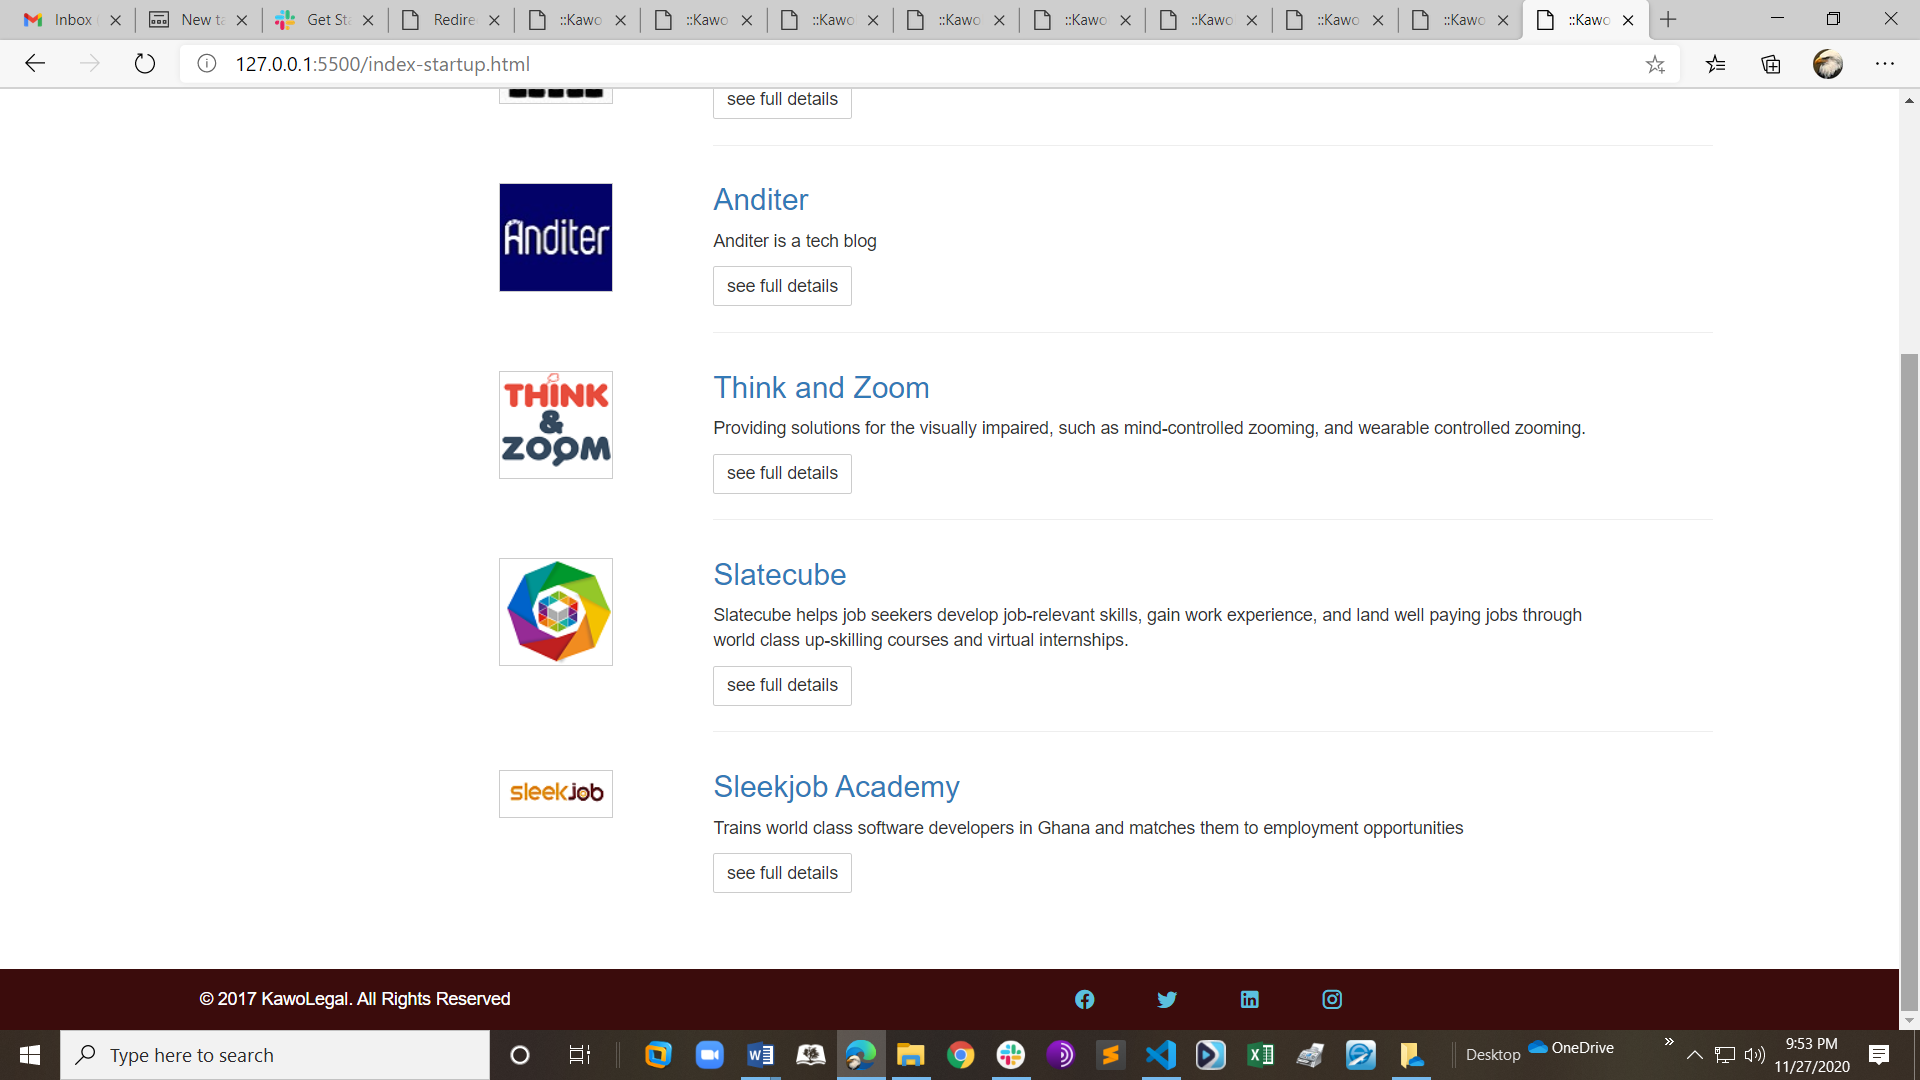 Inbox
New ta
Get Sta
Redire
::Kawo
::Kawo
::Kawo
::Kawo
::Kawo
::Kawo
::Kawo
::Kawo
::Kawo
127.0.0.1:5500/index-startup.html
see full details
Anditer
Anditer
Anditer is a tech blog
see full details
THINK
&
ZOOM
Think and Zoom
Providing solutions for the visually impaired, such as mind-controlled zooming, and wearable controlled zooming.
see full details
Slatecube
Slatecube helps job seekers develop job-relevant skills, gain work experience, and land well paying jobs through
world class up-skilling courses and virtual internships.
see full details
sleekjob
Sleekjob Academy
Trains world class software developers in Ghana and matches them to employment opportunities
see full details
© 2017 KawoLegal. All Rights Reserved
Type here to search
Desktop
OneDrive
9:53 PM
11/27/2020